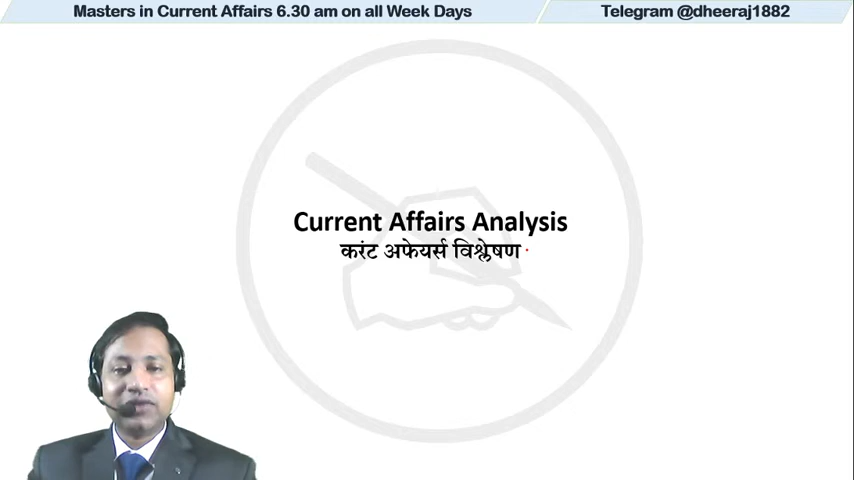 Masters in Current Affairs 6.30 am on all Week Days
Telegram @dheeraj1882
Current Affairs Analysis
करंट अफेयर्स विश्लेषण